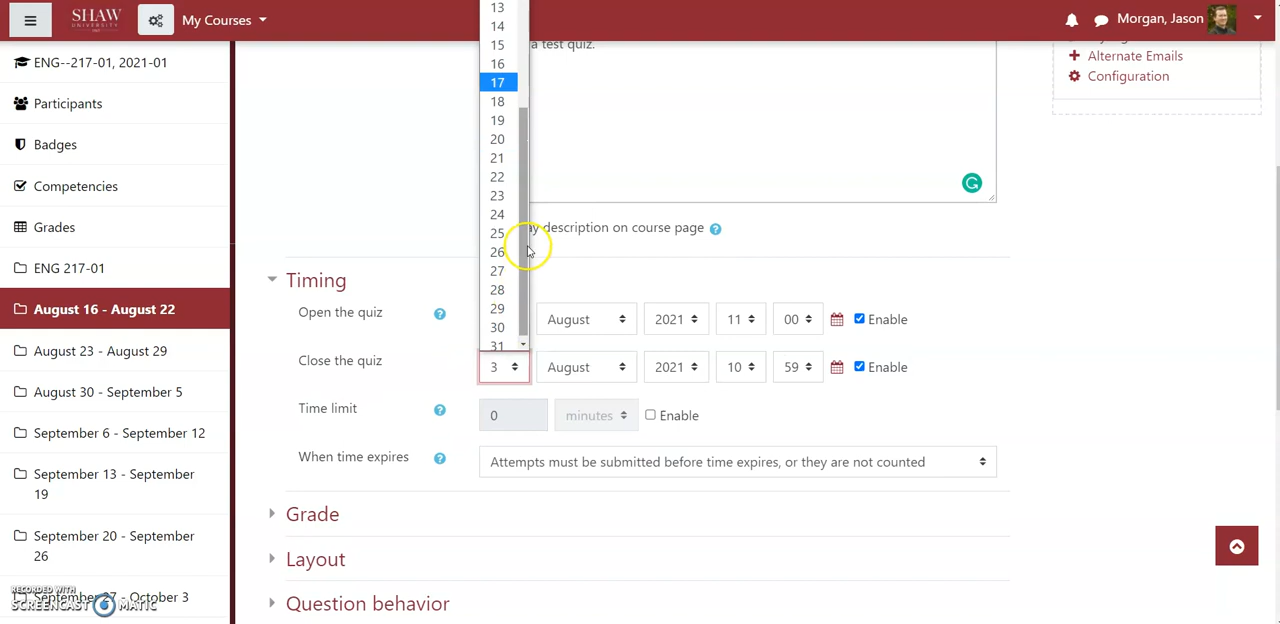 SHAW
UNIVERSITY
My Courses
Morgan, Jason
ENG--217-01, 2021-01
Participants
Badges
Competencies
Grades
ENG 217-01
August 16 - August 22
August 23 - August 29
August 30 - September 5
September 6 - September 12
September 13 - September
19
September 20 - September
26
September 27 - October 3
RECORDED WITH
SCREENCAST MATIC
13
14
15
16
17
18
19
20
21
22
23
24
25
26
27
28
29
30
31
a test quiz.
ay description on course page
Timing
Open the quiz
August
2021
11
00
Enable
Close the quiz
3
August
2021
10
59
Enable
Time limit
0
minutes
Enable
When time expires
Attempts must be submitted before time expires, or they are not counted
Grade
Layout
Question behavior
Alternate Emails
Configuration